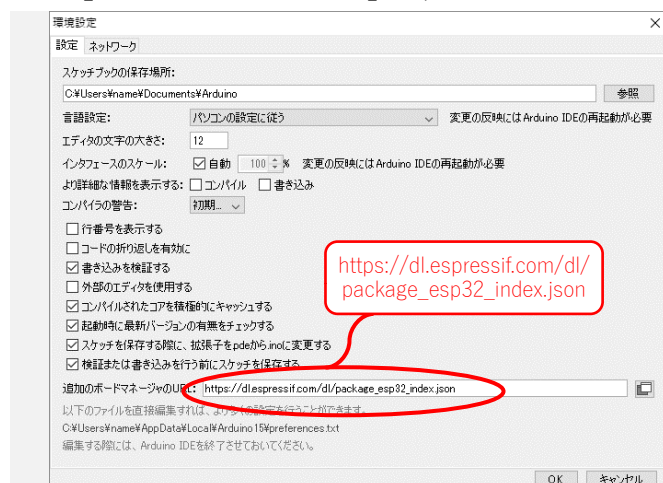 環境設定 ×
設定 ネットワーク
スケッチブックの保存場所:
C:¥Users¥name¥Documents¥Arduino 参照
言語設定: パソコンの設定に従う 変更の反映にはArduino IDEの再起動が必要
エディタの文字の大きさ: 12
インタフェースのスケール: 自動 100 % 変更の反映にはArduino IDEの再起動が必要
より詳細な情報を表示する: コンパイル 書き込み
コンパイラの警告: 初期...
行番号を表示する
コードの折り返しを有効に
書き込みを検証する
外部のエディタを使用する
コンパイルされたコアを積極的にキャッシュする
起動時に最新バージョンの有無をチェックする
スケッチを保存する際に、拡張子をpdeから.inoに変更する
検証または書き込みを行う前にスケッチを保存する
https://dl.espressif.com/dl/
package_esp32_index.json
追加のボードマネージャのURL: https://dl.espressif.com/dl/package_esp32_index.json
以下のファイルを直接編集すれば、より多くの設定を行うことができます。
C:¥Users¥name¥AppData¥Local¥Arduino15¥preferences.txt
編集する際には、Arduino IDEを終了させておいてください。
OK キャンセル